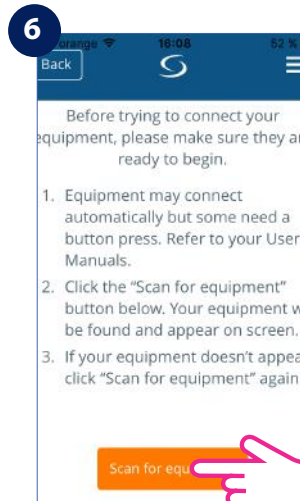 6
orange 16:08 52 %
Back
Before trying to connect your
equipment, please make sure they
ready to begin.
1. Equipment may connect
automatically but some need a
button press. Refer to your User
Manuals.
2. Click the “Scan for equipment”
button below. Your equipment
be found and appear on screen.
3. If your equipment doesn’t appea
click “Scan for equipment” again
Scan for equ